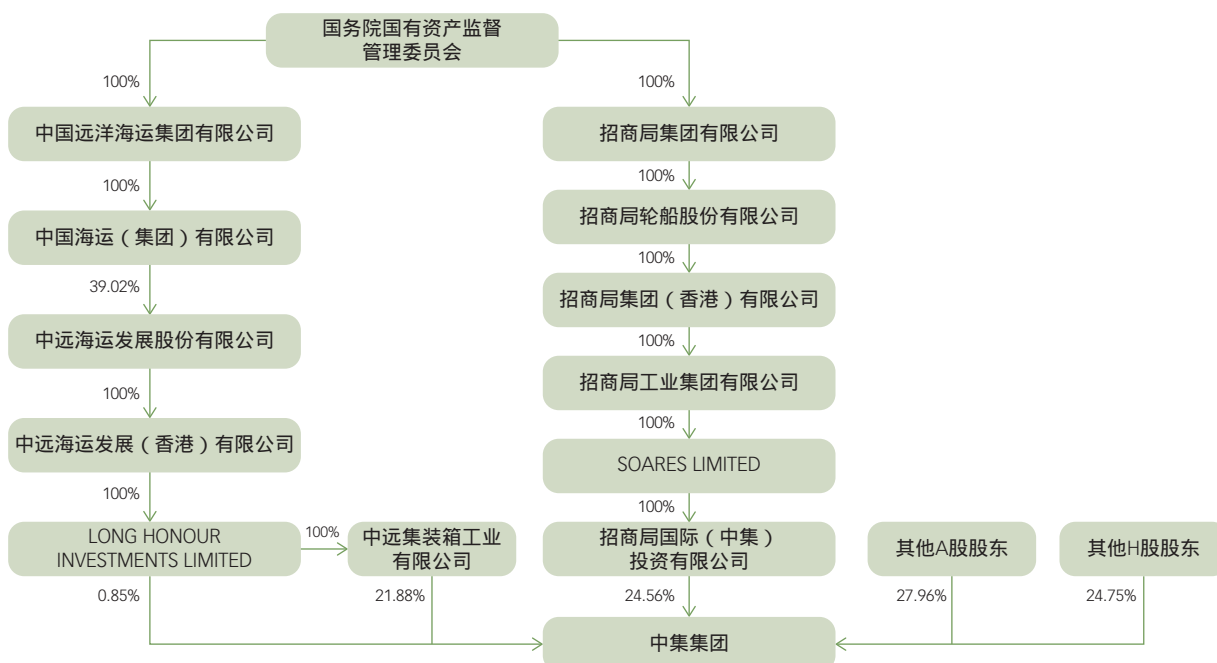 国务院国有资产监督
管理委员会
100%
100%
中国远洋海运集团有限公司
招商局集团有限公司
100%
100%
中国海运（集团）有限公司
招商局轮船股份有限公司
39.02%
100%
中远海运发展股份有限公司
招商局集团（香港）有限公司
100%
100%
中远海运发展（香港）有限公司
招商局工业集团有限公司
100%
100%
SOARES LIMITED
100%
LONG HONOUR
INVESTMENTS LIMITED
100%
中远集装箱工业
有限公司
招商局国际（中集）
投资有限公司
其他A股股东
其他H股股东
0.85%
21.88%
24.56%
27.96%
24.75%
中集集团